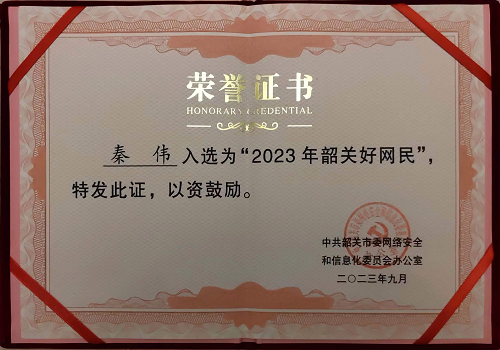 荣誉证书
HONORARY CREDENTIAL
秦 伟 入选为“2023年韶关好网民”,
特发此证，以资鼓励。
中共韶关市委网络安全
和信息化委员会办公室
二〇二三年九月